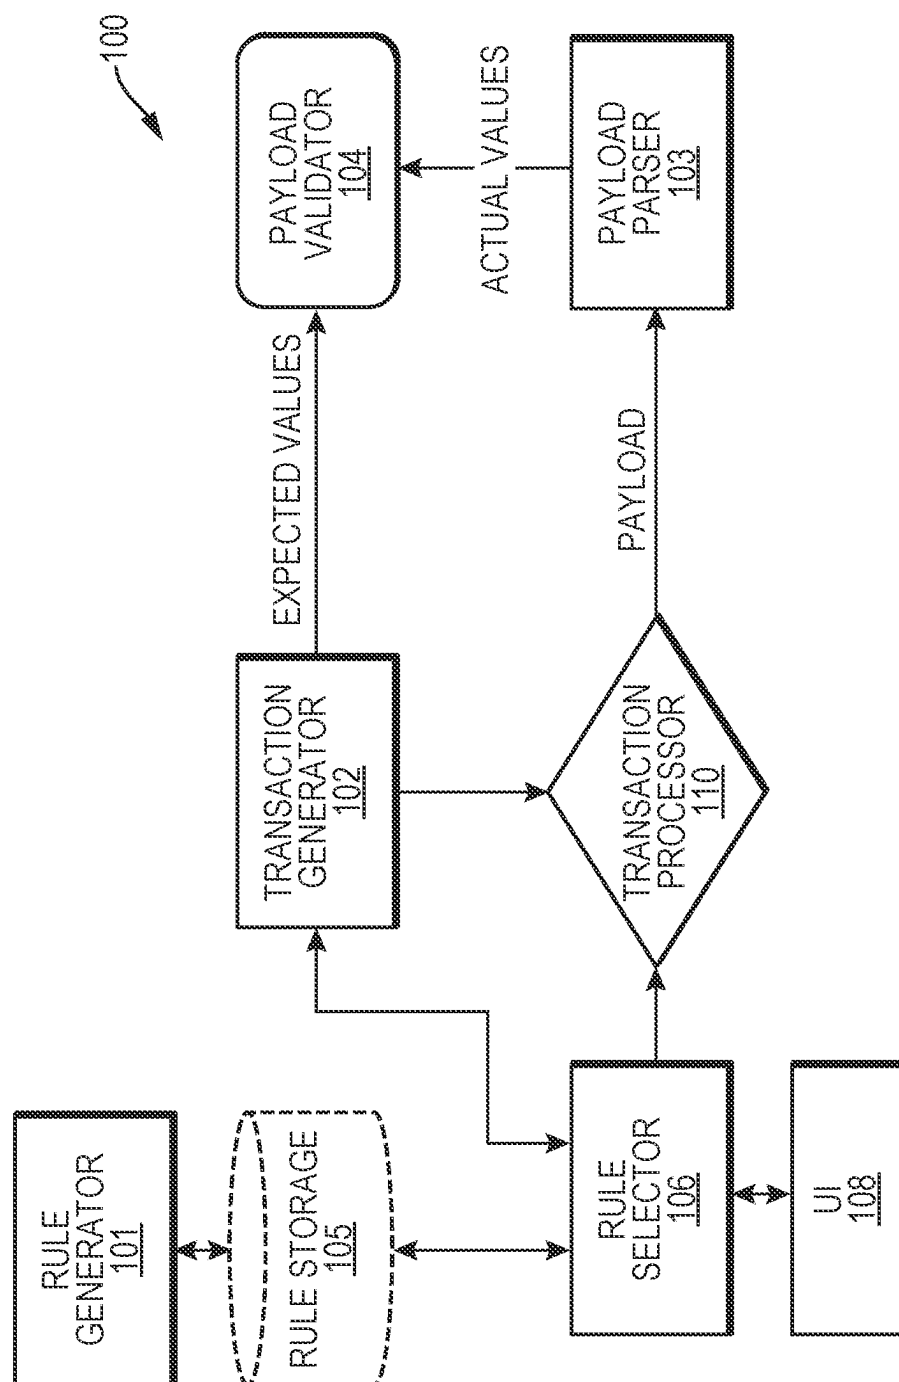 100
RULE
GENERATOR
101
RULE STORAGE
105
RULE
SELECTOR
106
UI
108
TRANSACTION
GENERATOR
102
TRANSACTION
PROCESSOR
110
EXPECTED VALUES
PAYLOAD
PAYLOAD
VALIDATOR
104
ACTUAL VALUES
PAYLOAD
PARSER
103